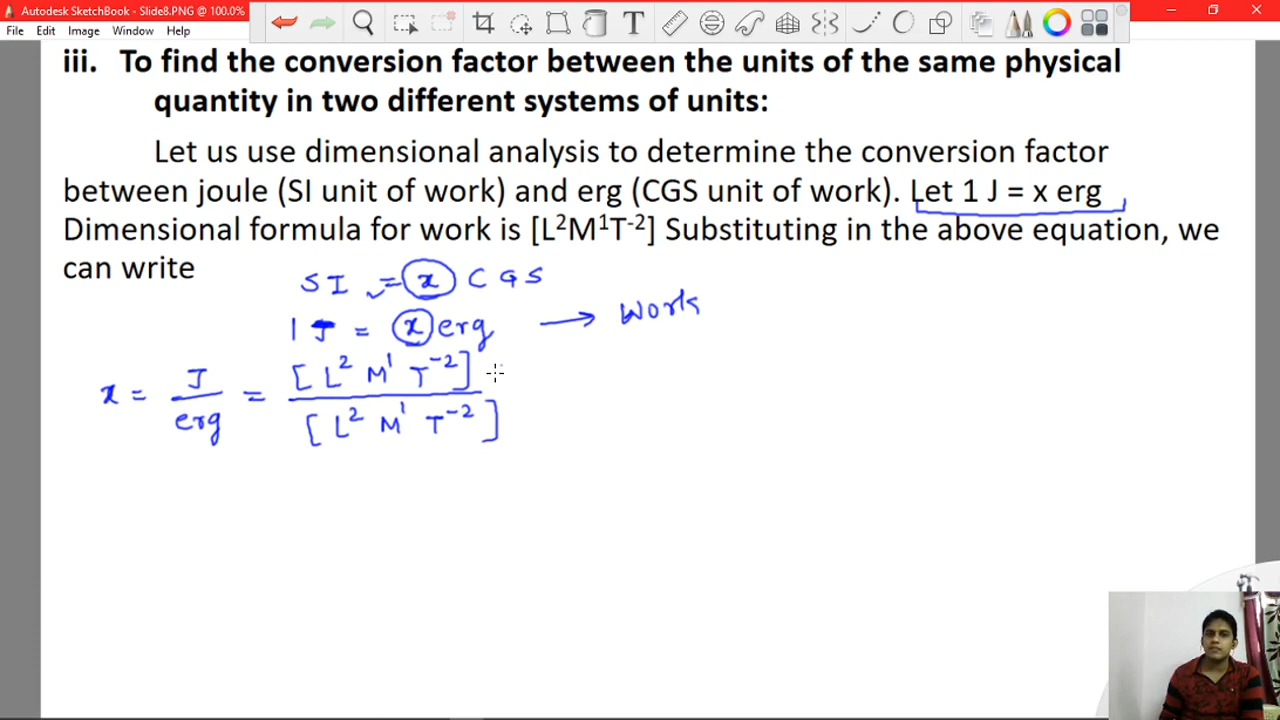 Autodesk SketchBook - Slide8.PNG @ 100.0%
File Edit Image Window Help
iii. To find the conversion factor between the units of the same physical
quantity in two different systems of units:
Let us use dimensional analysis to determine the conversion factor
between joule (SI unit of work) and erg (CGS unit of work). Let 1 J = x erg
Dimensional formula for work is [L²M¹T⁻²] Substituting in the above equation, we
can write
SI = x CGS
1 J = x erg → Work
x = J/erg = [L² M¹ T⁻²]/[L² M¹ T⁻²]